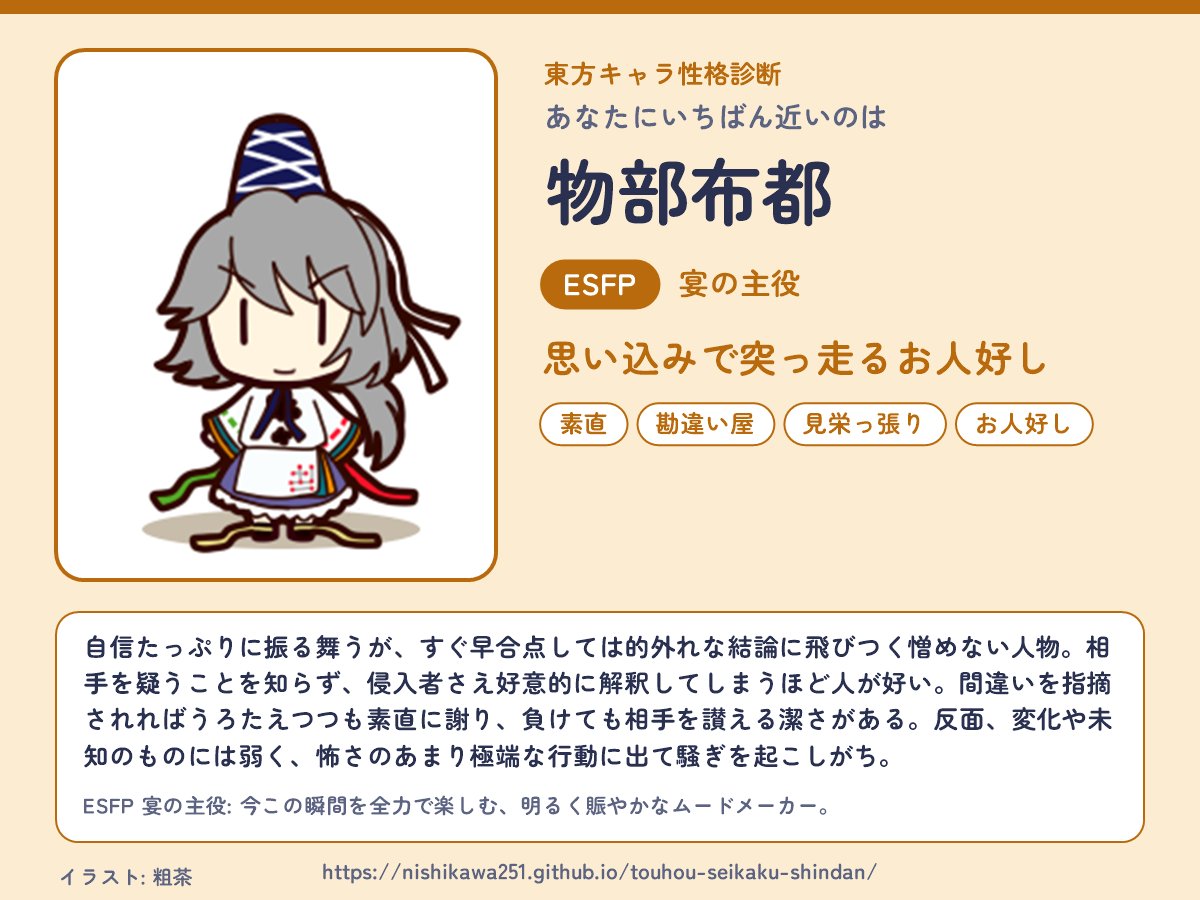 東方キャラ性格診断
あなたにいちばん近いのは
物部布都
ESFP 宴の主役
思い込みで突っ走るお人好し
素直 勘違い屋 見栄っ張り お人好し
自信たっぷりに振る舞うが、すぐ早合点しては的外れな結論に飛びつく憎めない人物。相
手を疑うことを知らず、侵入者さえ好意的に解釈してしまうほど人が好い。間違いを指摘
されればうろたえつつも素直に謝り、負けても相手を讃える潔さがある。反面、変化や未
知のものには弱く、怖さのあまり極端な行動に出て騒ぎを起こしがち。
ESFP 宴の主役: 今この瞬間を全力で楽しむ、明るく賑やかなムードメーカー。
イラスト: 粗茶
https://nishikawa251.github.io/touhou-seikaku-shindan/